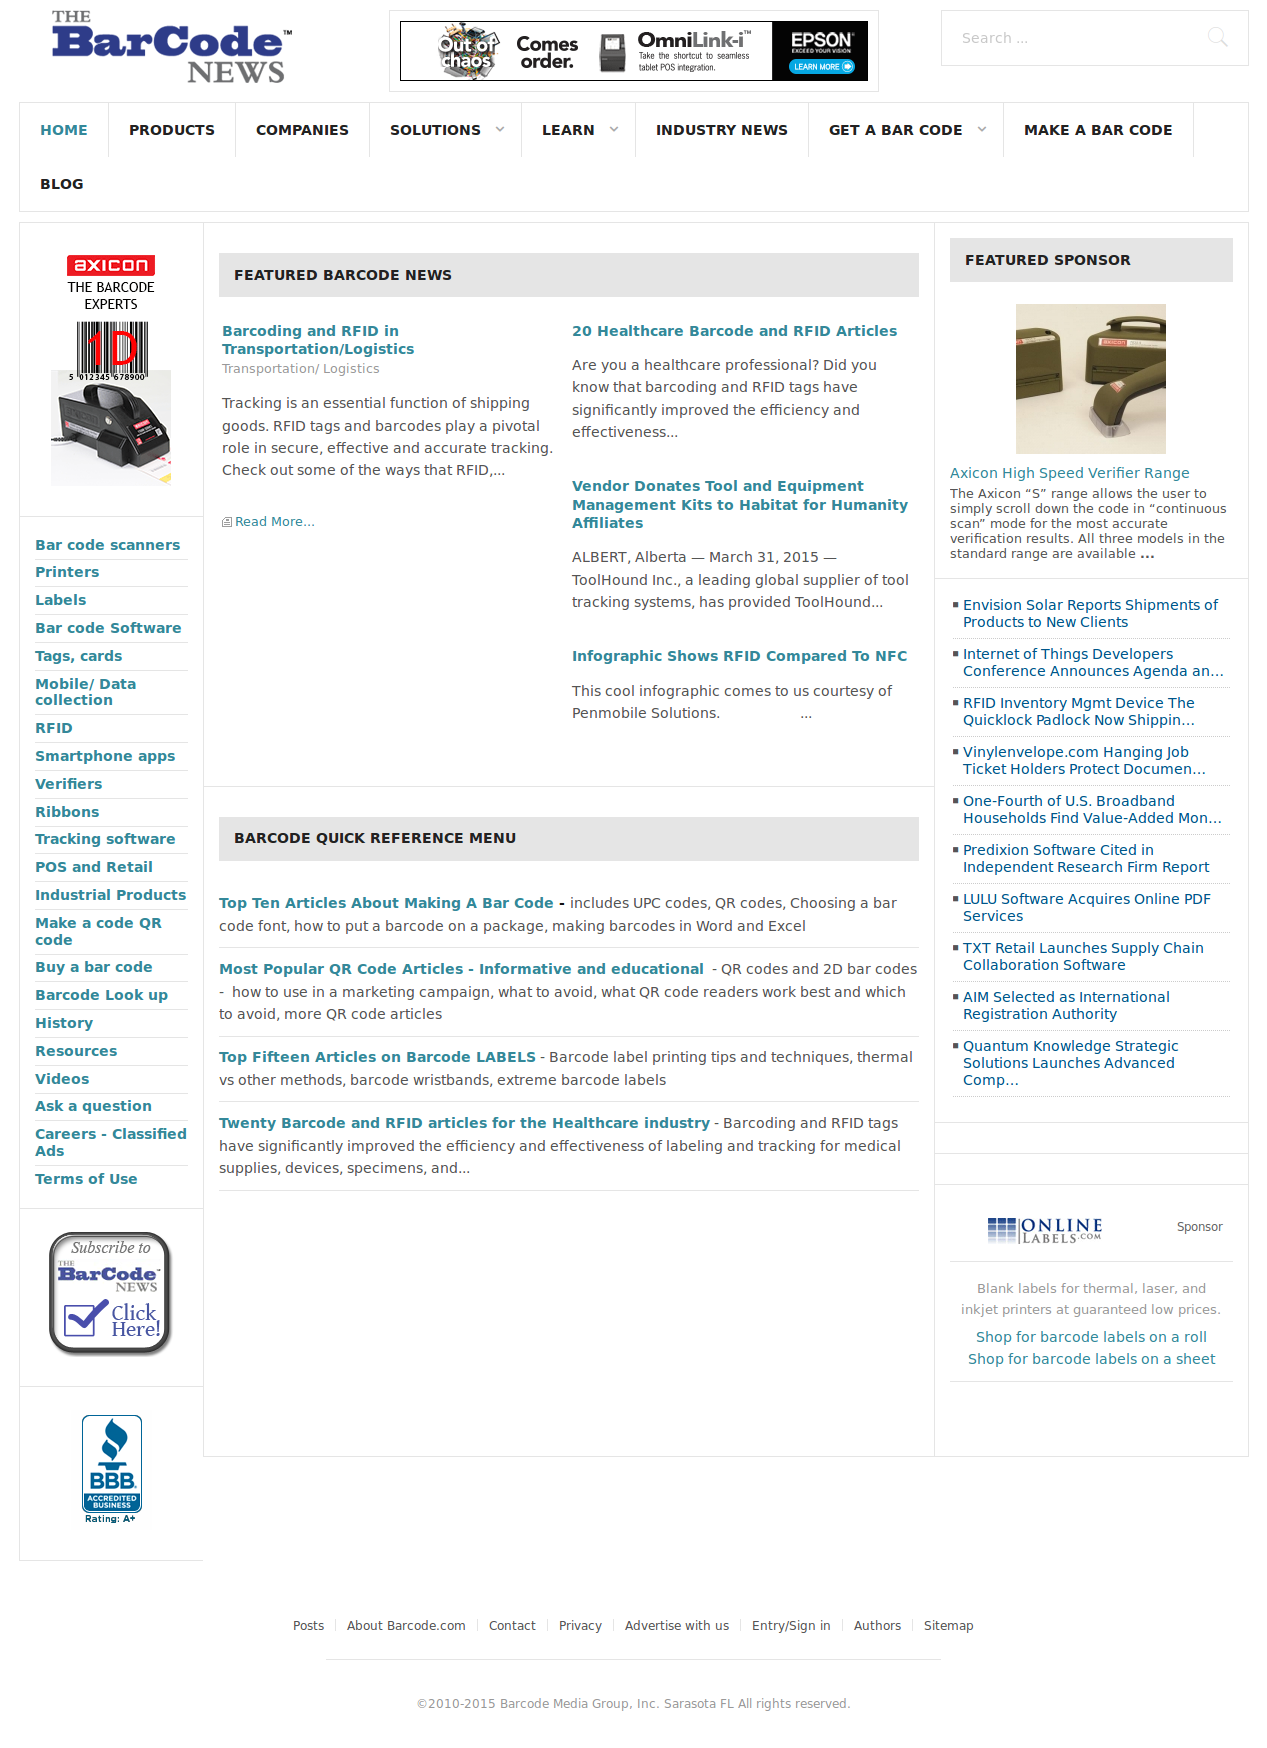 THE
BarCode™
NEWS
Out of
chaos
Comes
order.
OmniLink-i™
Take the shortcut to seamless
tablet POS integration.
EPSON
EXCEED YOUR VISION
LEARN MORE
Search ...
HOME
PRODUCTS
COMPANIES
SOLUTIONS
LEARN
INDUSTRY NEWS
GET A BAR CODE
MAKE A BAR CODE
BLOG
axicon
THE BARCODE
EXPERTS
1D
5 012345 678900
Bar code scanners
Printers
Labels
Bar code Software
Tags, cards
Mobile/ Data
collection
RFID
Smartphone apps
Verifiers
Ribbons
Tracking software
POS and Retail
Industrial Products
Make a code QR
code
Buy a bar code
Barcode Look up
History
Resources
Videos
Ask a question
Careers - Classified
Ads
Terms of Use
Subscribe to
THE
BarCode™
NEWS
Click
Here!
BBB
ACCREDITED
BUSINESS
Rating: A+
FEATURED BARCODE NEWS
Barcoding and RFID in
Transportation/Logistics
Transportation/ Logistics
Tracking is an essential function of shipping
goods. RFID tags and barcodes play a pivotal
role in secure, effective and accurate tracking.
Check out some of the ways that RFID,...
Read More...
20 Healthcare Barcode and RFID Articles
Are you a healthcare professional? Did you
know that barcoding and RFID tags have
significantly improved the efficiency and
effectiveness...
Vendor Donates Tool and Equipment
Management Kits to Habitat for Humanity
Affiliates
ALBERT, Alberta — March 31, 2015 —
ToolHound Inc., a leading global supplier of tool
tracking systems, has provided ToolHound...
Infographic Shows RFID Compared To NFC
This cool infographic comes to us courtesy of
Penmobile Solutions. ...
BARCODE QUICK REFERENCE MENU
Top Ten Articles About Making A Bar Code - includes UPC codes, QR codes, Choosing a bar
code font, how to put a barcode on a package, making barcodes in Word and Excel
Most Popular QR Code Articles - Informative and educational - QR codes and 2D bar codes
- how to use in a marketing campaign, what to avoid, what QR code readers work best and which
to avoid, more QR code articles
Top Fifteen Articles on Barcode LABELS - Barcode label printing tips and techniques, thermal
vs other methods, barcode wristbands, extreme barcode labels
Twenty Barcode and RFID articles for the Healthcare industry - Barcoding and RFID tags
have significantly improved the efficiency and effectiveness of labeling and tracking for medical
supplies, devices, specimens, and...
FEATURED SPONSOR
Axicon High Speed Verifier Range
The Axicon “S” range allows the user to
simply scroll down the code in “continuous
scan” mode for the most accurate
verification results. All three models in the
standard range are available ...
Envision Solar Reports Shipments of
Products to New Clients
Internet of Things Developers
Conference Announces Agenda an...
RFID Inventory Mgmt Device The
Quicklock Padlock Now Shippin...
Vinylenvelope.com Hanging Job
Ticket Holders Protect Documen...
One-Fourth of U.S. Broadband
Households Find Value-Added Mon...
Predixion Software Cited in
Independent Research Firm Report
LULU Software Acquires Online PDF
Services
TXT Retail Launches Supply Chain
Collaboration Software
AIM Selected as International
Registration Authority
Quantum Knowledge Strategic
Solutions Launches Advanced
Comp...
ONLINE
LABELS.COM
Sponsor
Blank labels for thermal, laser, and
inkjet printers at guaranteed low prices.
Shop for barcode labels on a roll
Shop for barcode labels on a sheet
Posts
About Barcode.com
Contact
Privacy
Advertise with us
Entry/Sign in
Authors
Sitemap
©2010-2015 Barcode Media Group, Inc. Sarasota FL All rights reserved.